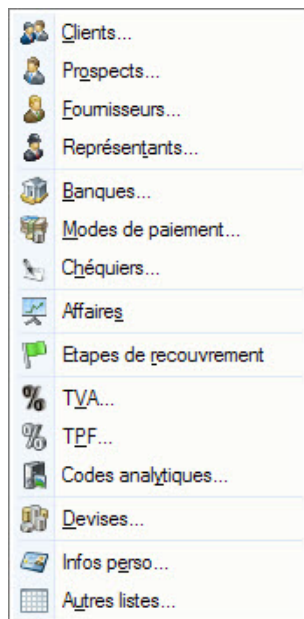 Clients...
Prospects...
Fournisseurs...
Représentants...
Banques...
Modes de paiement...
Chéquiers...
Affaires
Etapes de recouvrement
TVA...
TPF...
Codes analytiques...
Devises...
Infos perso...
Autres listes...